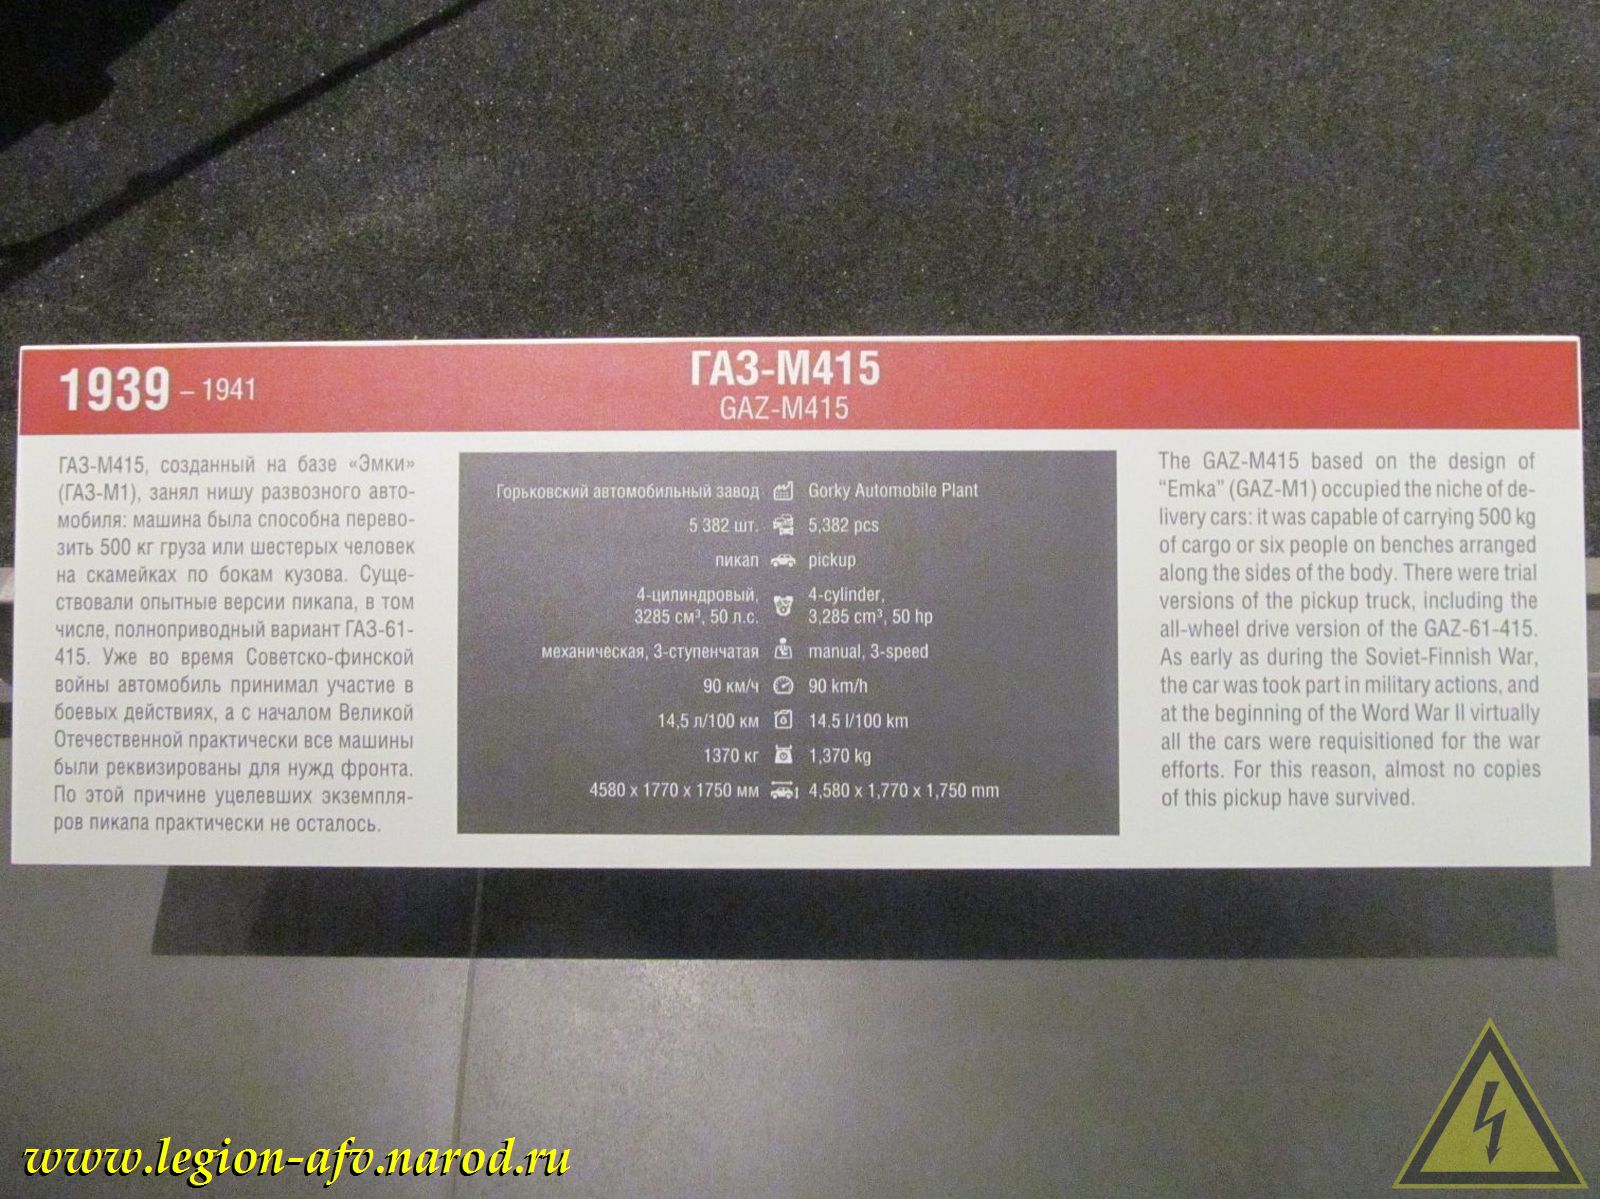 1939 – 1941
ГАЗ-М415
GAZ-M415
ГАЗ-М415, созданный на базе «Эмки»
(ГАЗ-М1), занял нишу развозного авто-
мобиля: машина была способна перево-
зить 500 кг груза или шестерых человек
на скамейках по бокам кузова. Суще-
ствовали опытные версии пикапа, в том
числе, полноприводный вариант ГАЗ-61-
415. Уже во время Советско-финской
войны автомобиль принимал участие в
боевых действиях, а с началом Великой
Отечественной практически все машины
были реквизированы для нужд фронта.
По этой причине уцелевших экземпля-
ров пикапа практически не осталось.
Горьковский автомобильный завод Gorky Automobile Plant
5 382 шт. 5,382 pcs
пикап pickup
4-цилиндровый, 4-cylinder,
3285 см³, 50 л.с. 3,285 cm³, 50 hp
механическая, 3-ступенчатая manual, 3-speed
90 км/ч 90 km/h
14,5 л/100 км 14.5 l/100 km
1370 кг 1,370 kg
4580 x 1770 x 1750 мм 4,580 x 1,770 x 1,750 mm
The GAZ-M415 based on the design of
“Emka” (GAZ-M1) occupied the niche of de-
livery cars: it was capable of carrying 500 kg
of cargo or six people on benches arranged
along the sides of the body. There were trial
versions of the pickup truck, including the
all-wheel drive version of the GAZ-61-415.
As early as during the Soviet-Finnish War,
the car was took part in military actions, and
at the beginning of the Word War II virtually
all the cars were requisitioned for the war
efforts. For this reason, almost no copies
of this pickup have survived.
www.legion-afv.narod.ru